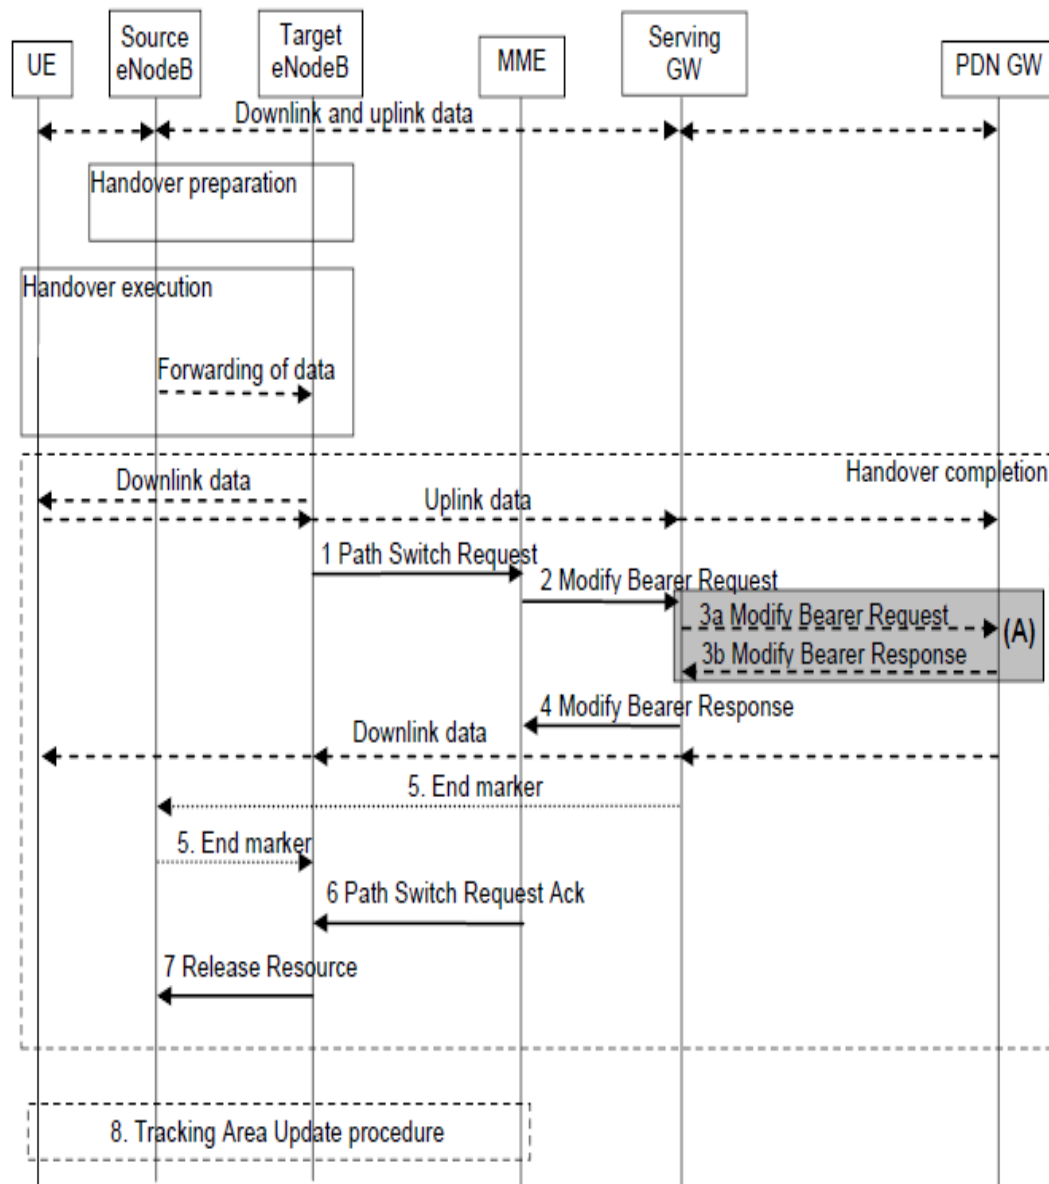 UE
Source
eNodeB
Target
eNodeB
MME
Serving
GW
PDN GW
Downlink and uplink data
Handover preparation
Handover execution
Forwarding of data
Handover completion
Downlink data
Uplink data
1 Path Switch Request
2 Modify Bearer Request
3a Modify Bearer Request
(A)
3b Modify Bearer Response
4 Modify Bearer Response
Downlink data
5. End marker
5. End marker
6 Path Switch Request Ack
7 Release Resource
8. Tracking Area Update procedure